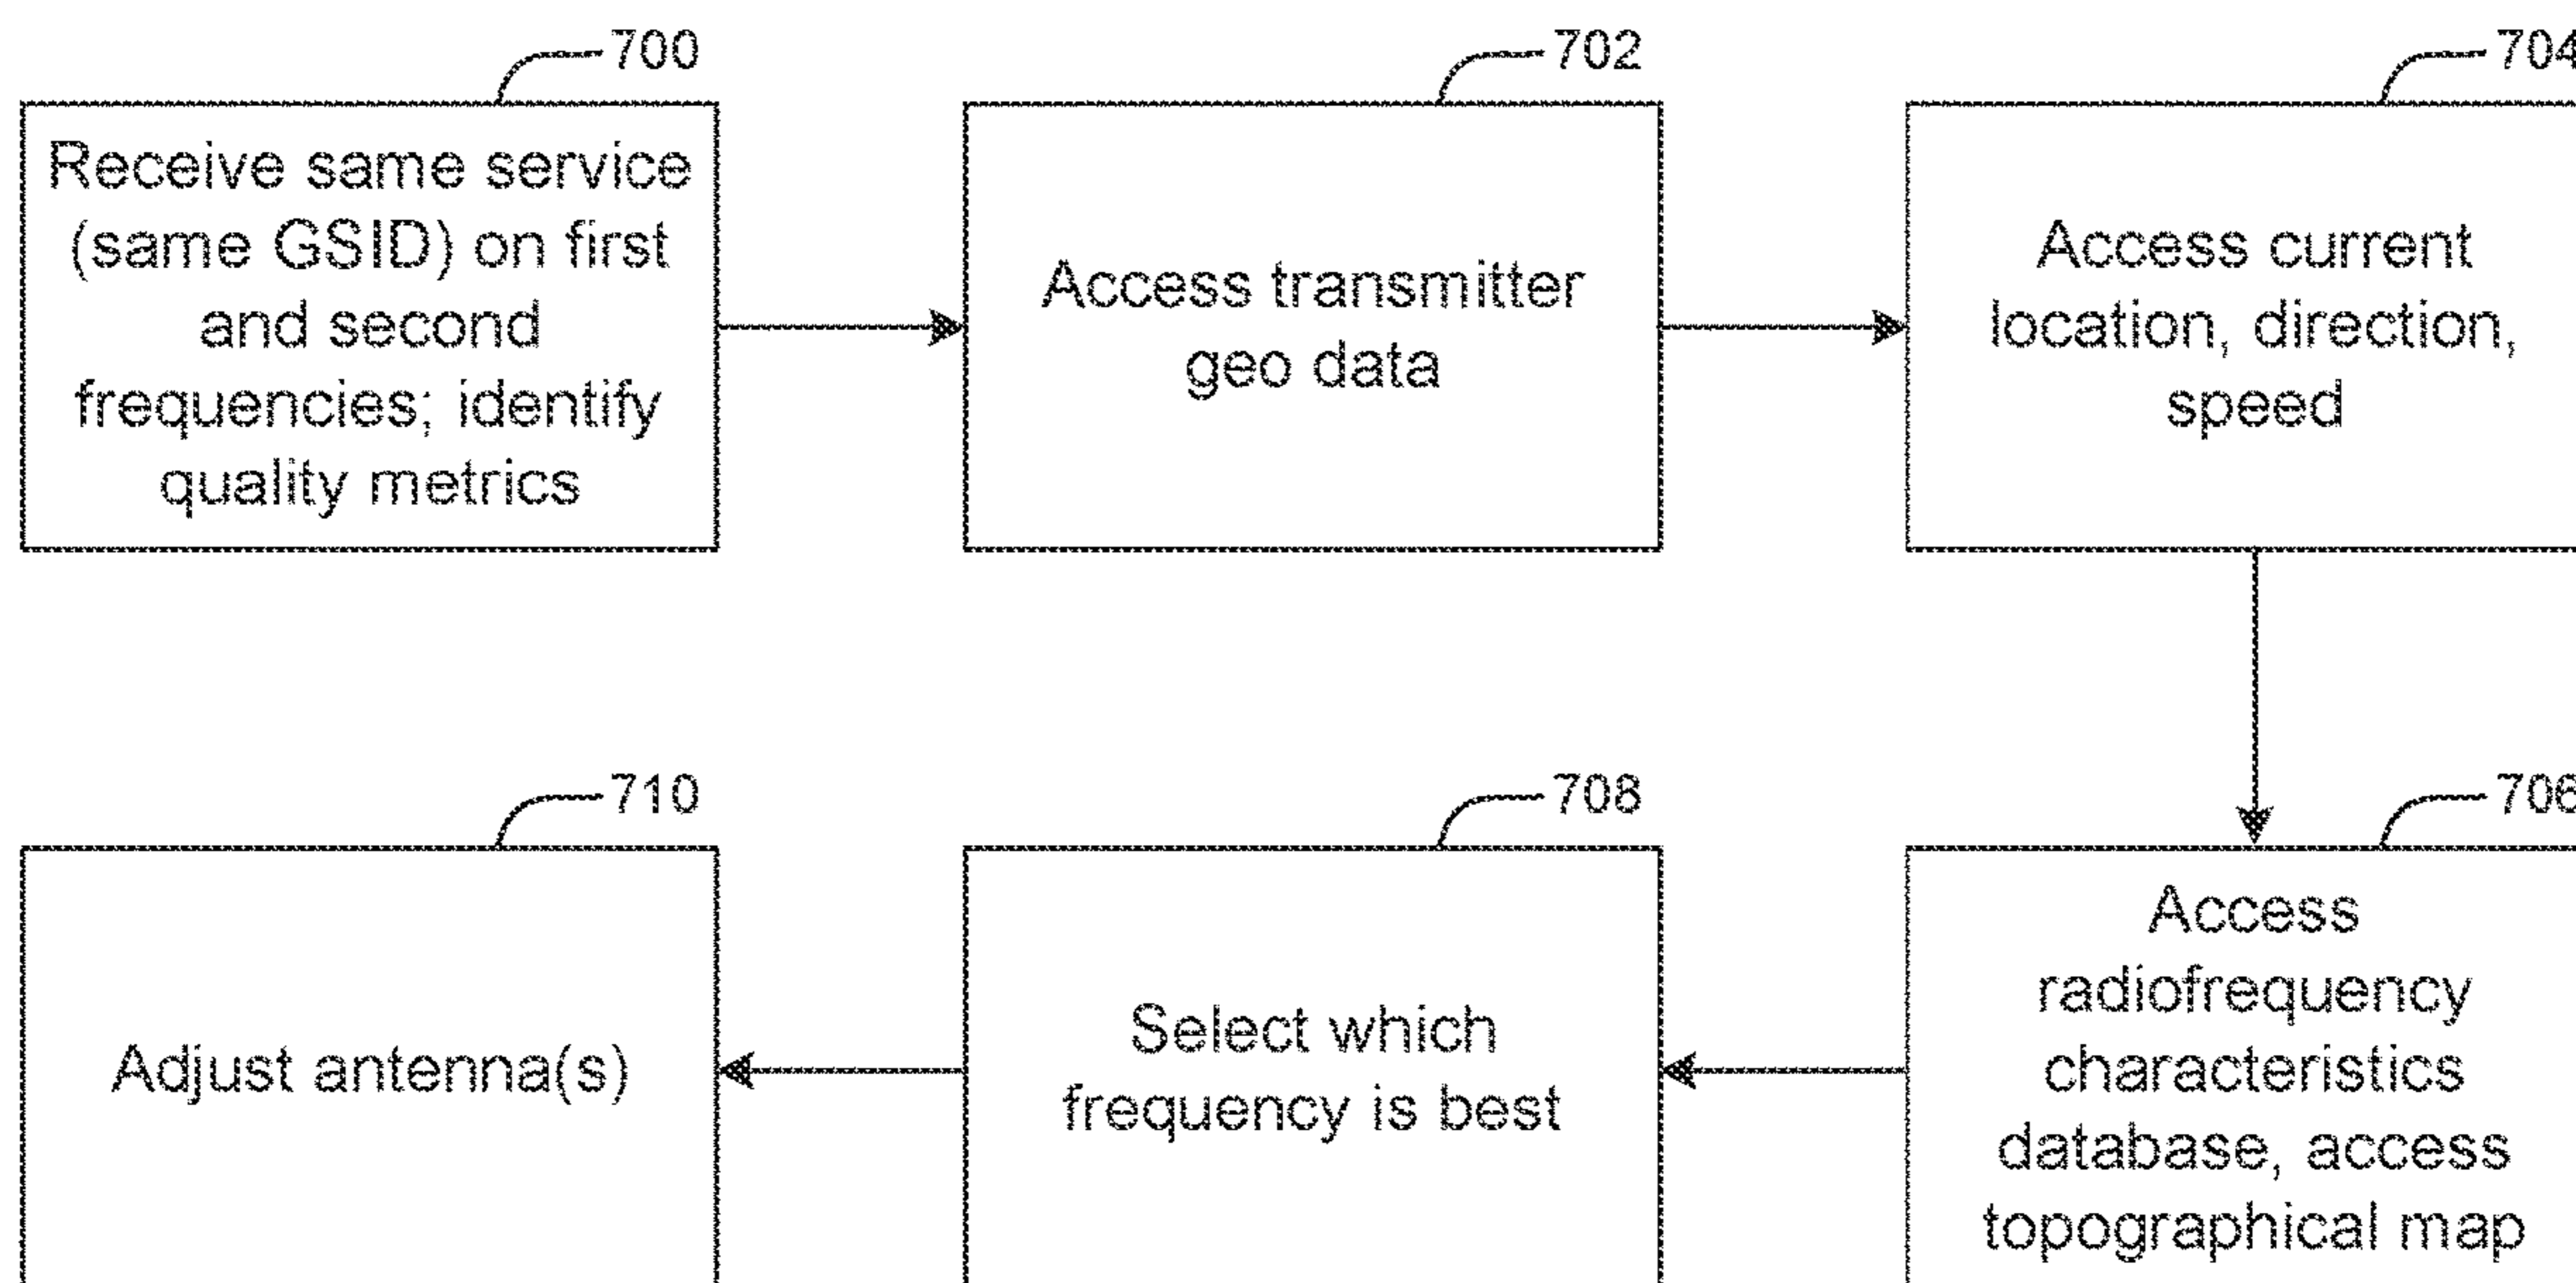 700
Receive same service
(same GSID) on first
and second
frequencies; identify
quality metrics
702
Access transmitter
geo data
704
Access current
location, direction,
speed
706
Access
radiofrequency
characteristics
database, access
topographical map
708
Select which
frequency is best
710
Adjust antenna(s)